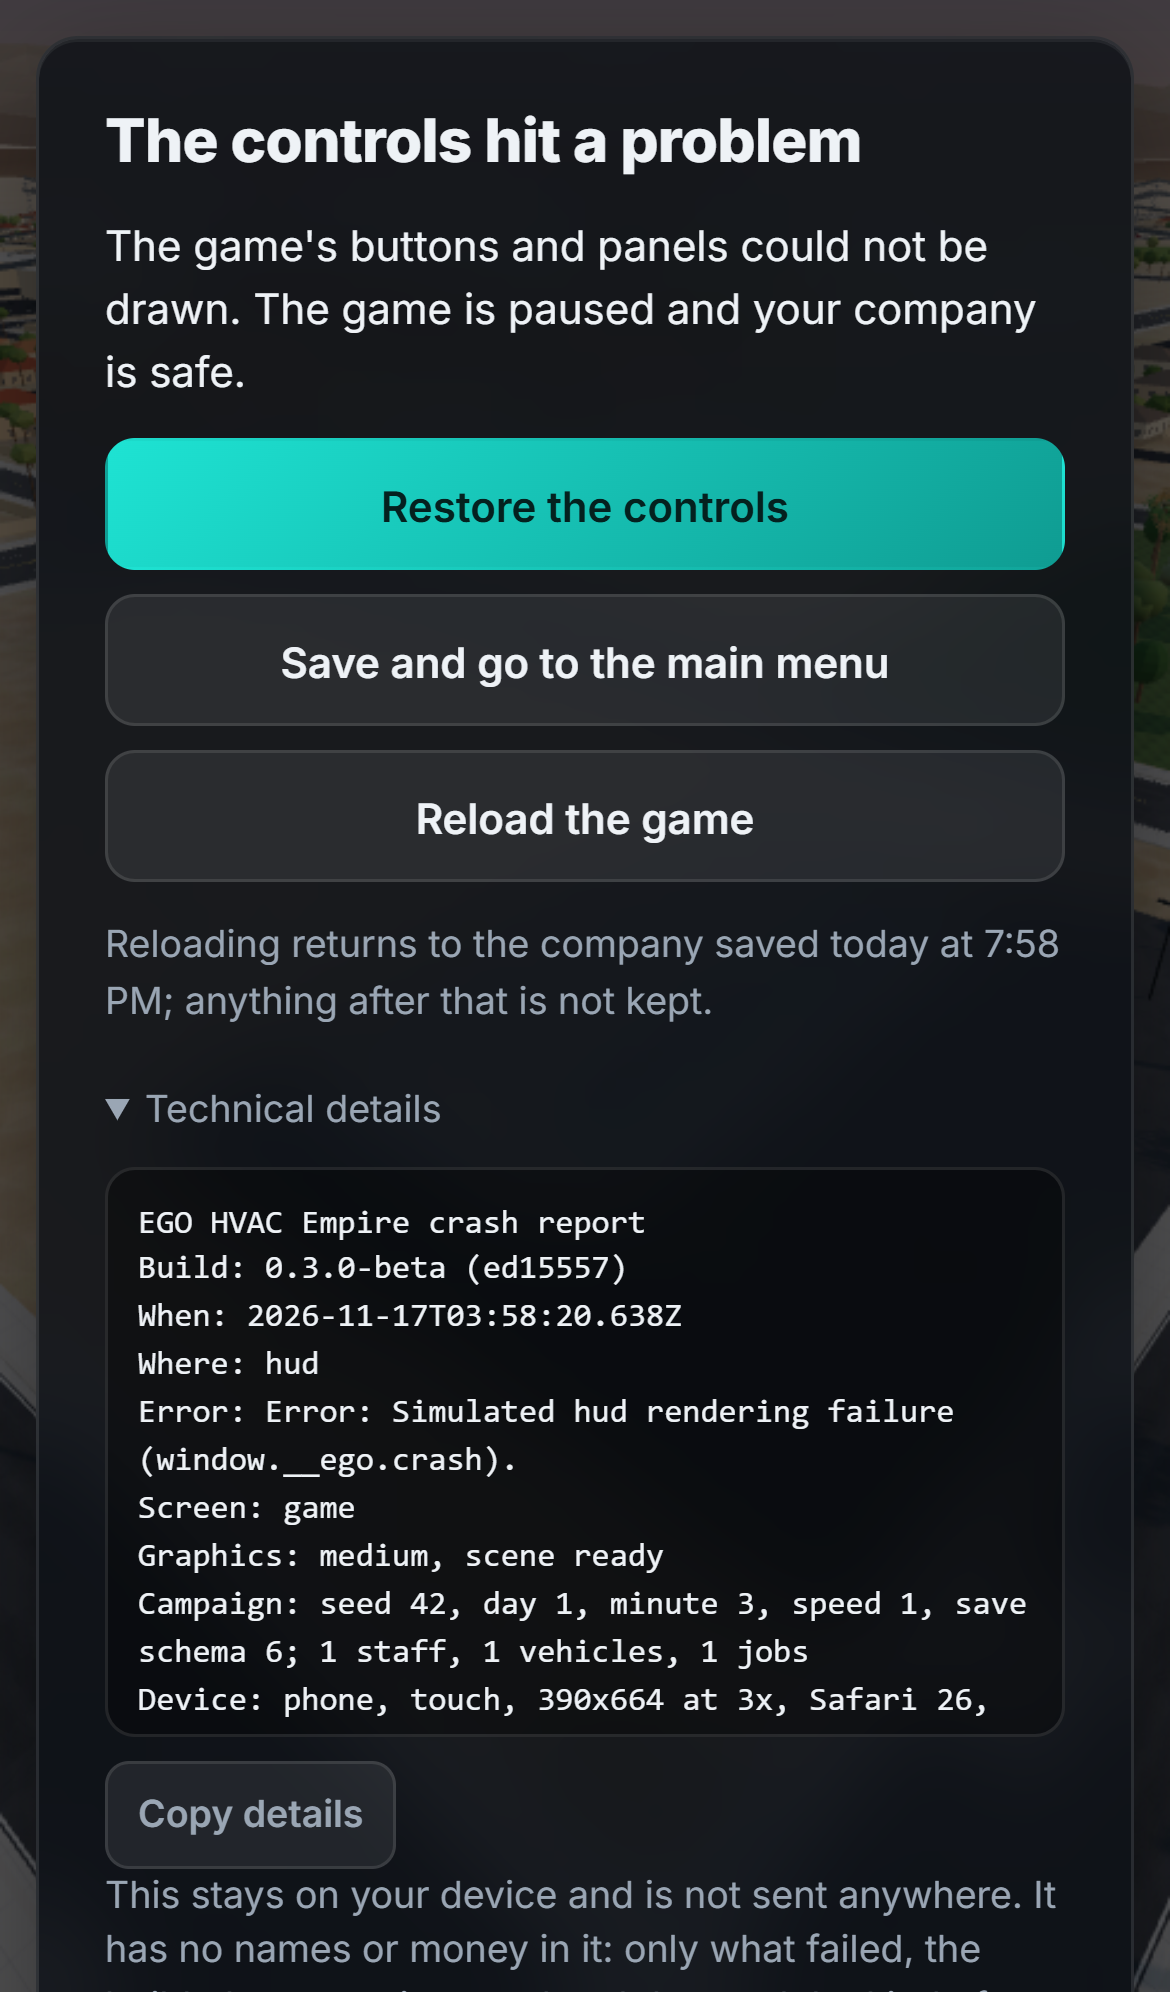 The controls hit a problem
The game's buttons and panels could not be
drawn. The game is paused and your company
is safe.
Restore the controls
Save and go to the main menu
Reload the game
Reloading returns to the company saved today at 7:58
PM; anything after that is not kept.
▼ Technical details
EGO HVAC Empire crash report
Build: 0.3.0-beta (ed15557)
When: 2026-11-17T03:58:20.638Z
Where: hud
Error: Error: Simulated hud rendering failure
(window.__ego.crash).
Screen: game
Graphics: medium, scene ready
Campaign: seed 42, day 1, minute 3, speed 1, save
schema 6; 1 staff, 1 vehicles, 1 jobs
Device: phone, touch, 390x664 at 3x, Safari 26,
Copy details
This stays on your device and is not sent anywhere. It
has no names or money in it: only what failed, the